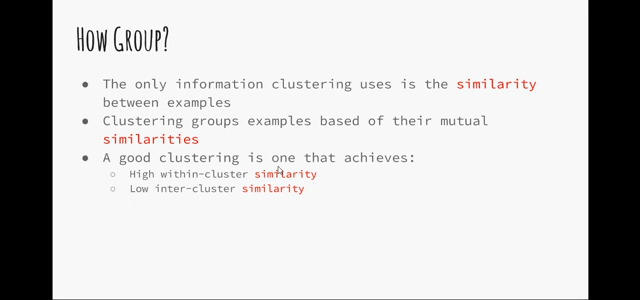 How Group?
● The only information clustering uses is the similarity
between examples
● Clustering groups examples based of their mutual
similarities
● A good clustering is one that achieves:
○ High within-cluster similarity
○ Low inter-cluster similarity